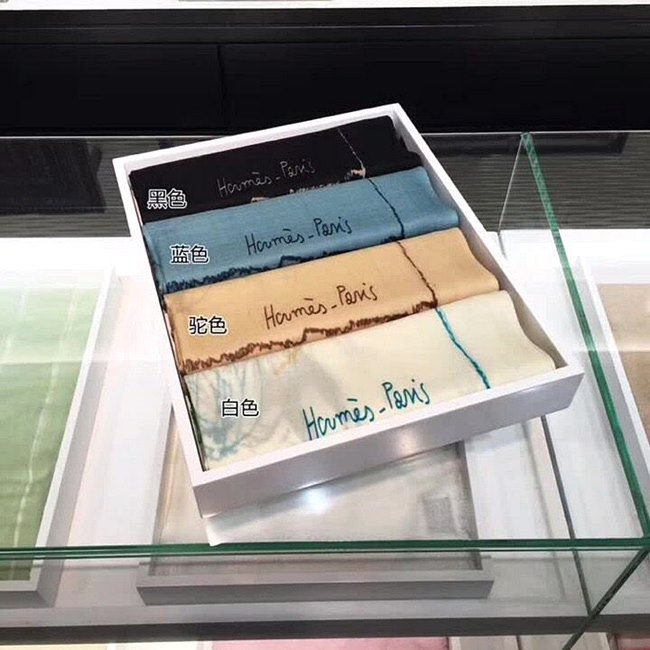 Hermès-Paris
黑色
Hermès-Paris
蓝色
Hermès-Paris
驼色
Hermès-Paris
白色